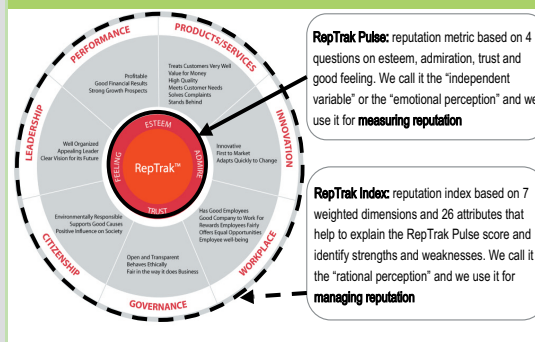 PERFORMANCE
PRODUCTS/SERVICES
INNOVATION
WORKPLACE
GOVERNANCE
CITIZENSHIP
LEADERSHIP
Treats Customers Very Well
Value for Money
High Quality
Meets Customer Needs
Solves Complaints
Stands Behind
Profitable
Good Financial Results
Strong Growth Prospects
Well Organized
Appealing Leader
Clear Vision for its Future
Innovative
First to Market
Adapts Quickly to Change
Environmentally Responsible
Supports Good Causes
Positive Influence on Society
Has Good Employees
Good Company to Work For
Rewards Employees Fairly
Offers Equal Opportunities
Employee well-being
Open and Transparent
Behaves Ethically
Fair in the way it does Business
ESTEEM
ADMIRE
TRUST
FEELING
RepTrak™
RepTrak Pulse: reputation metric based on 4
questions on esteem, admiration, trust and
good feeling. We call it the “independent
variable” or the “emotional perception” and we
use it for measuring reputation
RepTrak Index: reputation index based on 7
weighted dimensions and 26 attributes that
help to explain the RepTrak Pulse score and
identify strengths and weaknesses. We call it
the “rational perception” and we use it for
managing reputation